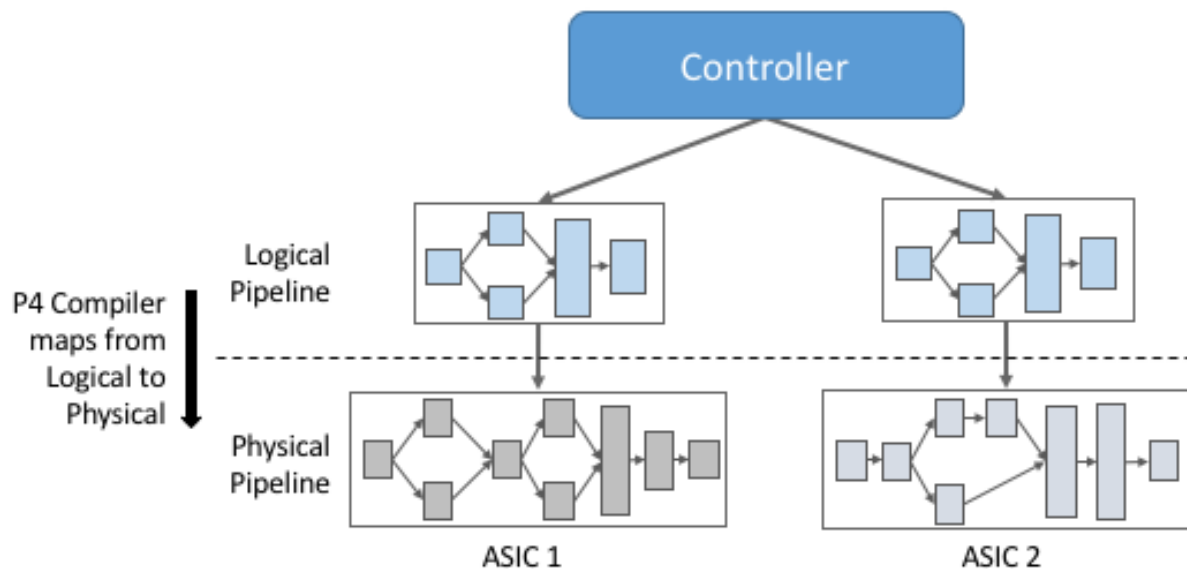 Controller
Logical
Pipeline
P4 Compiler
maps from
Logical to
Physical
Physical
Pipeline
ASIC 1
ASIC 2